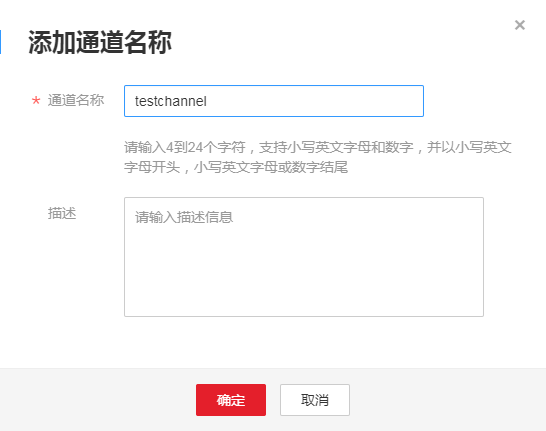 添加通道名称
* 通道名称
testchannel
请输入4到24个字符，支持小写英文字母和数字，并以小写英文
字母开头，小写英文字母或数字结尾
描述
请输入描述信息
确定
取消